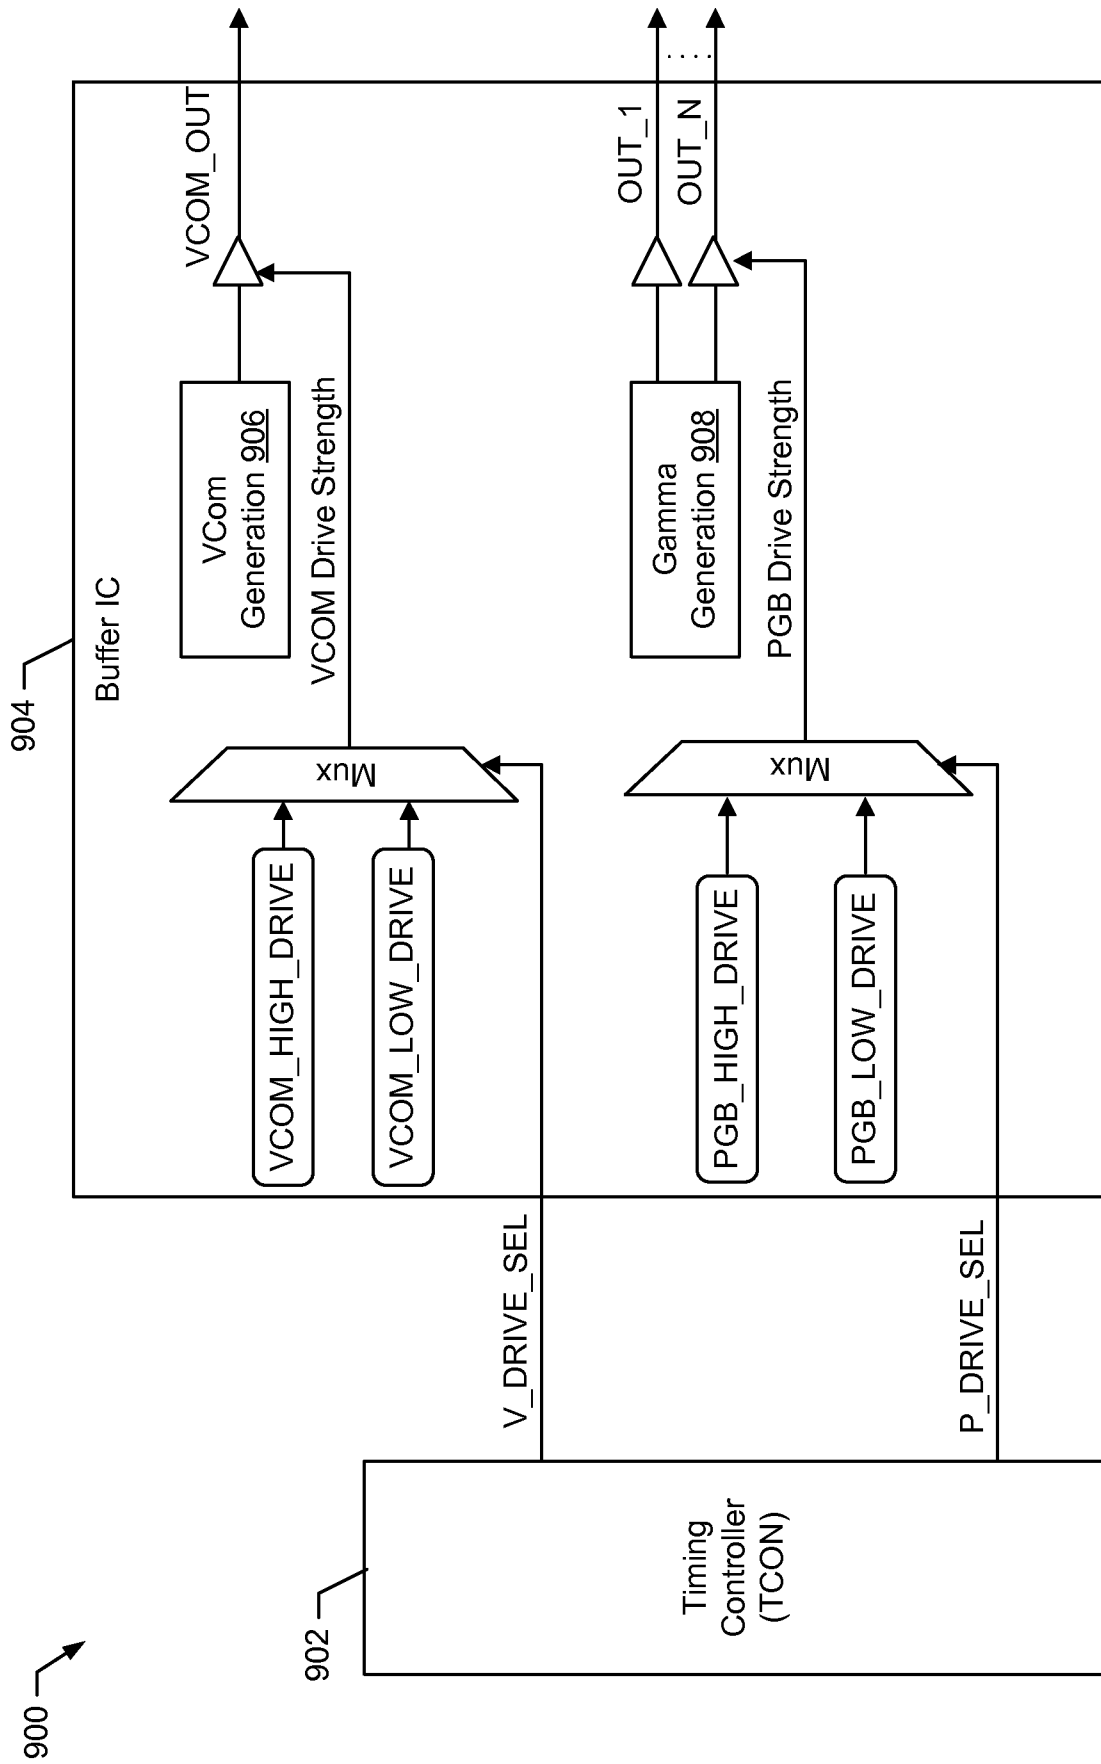 900
902
Timing
Controller
(TCON)
V_DRIVE_SEL
P_DRIVE_SEL
904
Buffer IC
VCOM_HIGH_DRIVE
VCOM_LOW_DRIVE
Mux
VCOM Drive Strength
VCom
Generation 906
VCOM_OUT
PGB_HIGH_DRIVE
PGB_LOW_DRIVE
Mux
PGB Drive Strength
Gamma
Generation 908
OUT_1
OUT_N
....